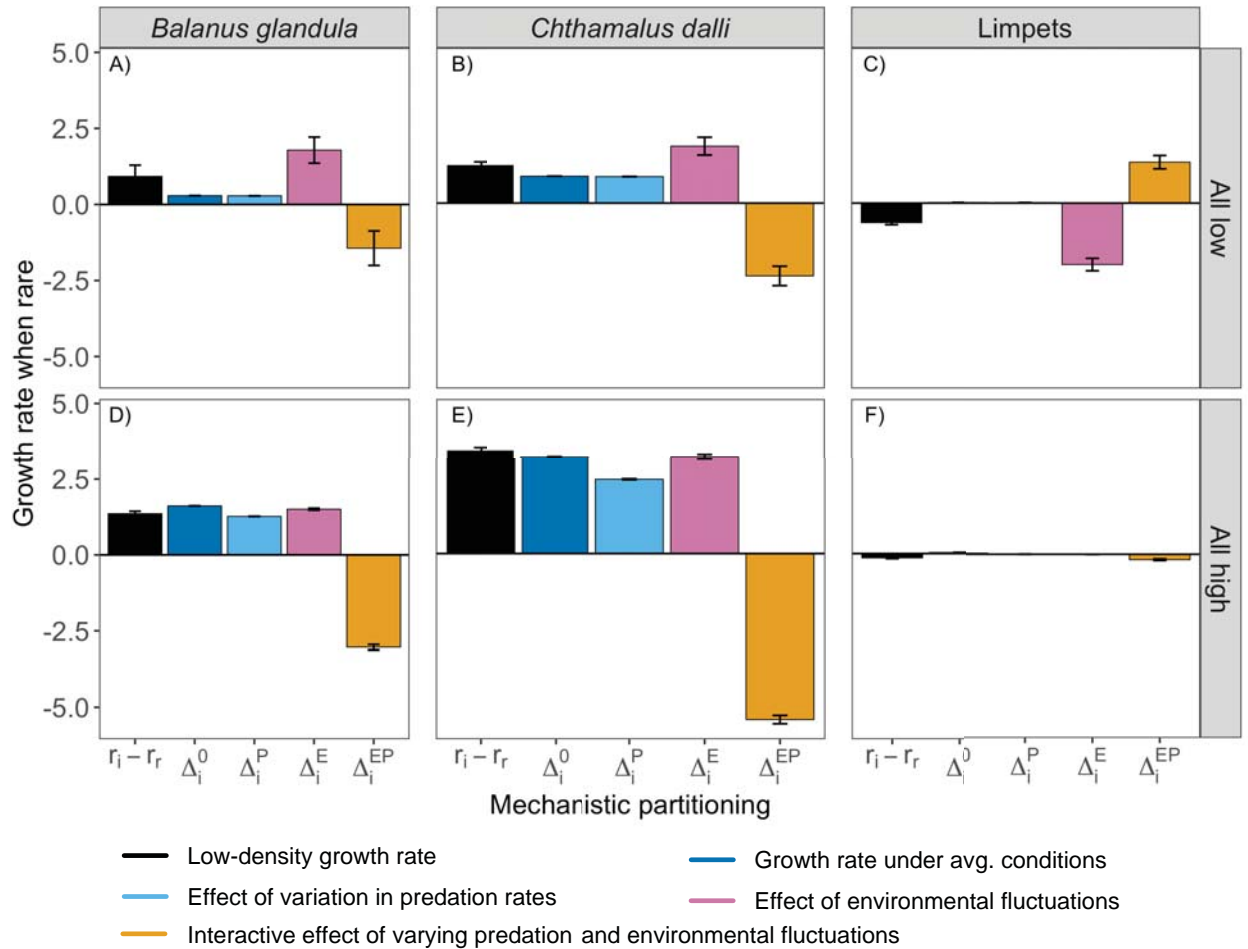 Balanus glandula
Chthamalus dalli
Limpets
A)
B)
C)
5.0
2.5
0.0
-2.5
-5.0
All low
D)
E)
F)
5.0
2.5
0.0
-2.5
-5.0
All high
Growth rate when rare
r_i − r_r Δ_i^0 Δ_i^P Δ_i^E Δ_i^EP
r_i − r_r Δ_i^0 Δ_i^P Δ_i^E Δ_i^EP
r_i − r_r Δ_i^0 Δ_i^P Δ_i^E Δ_i^EP
Mechanistic partitioning
Low-density growth rate
Growth rate under avg. conditions
Effect of variation in predation rates
Effect of environmental fluctuations
Interactive effect of varying predation and environmental fluctuations